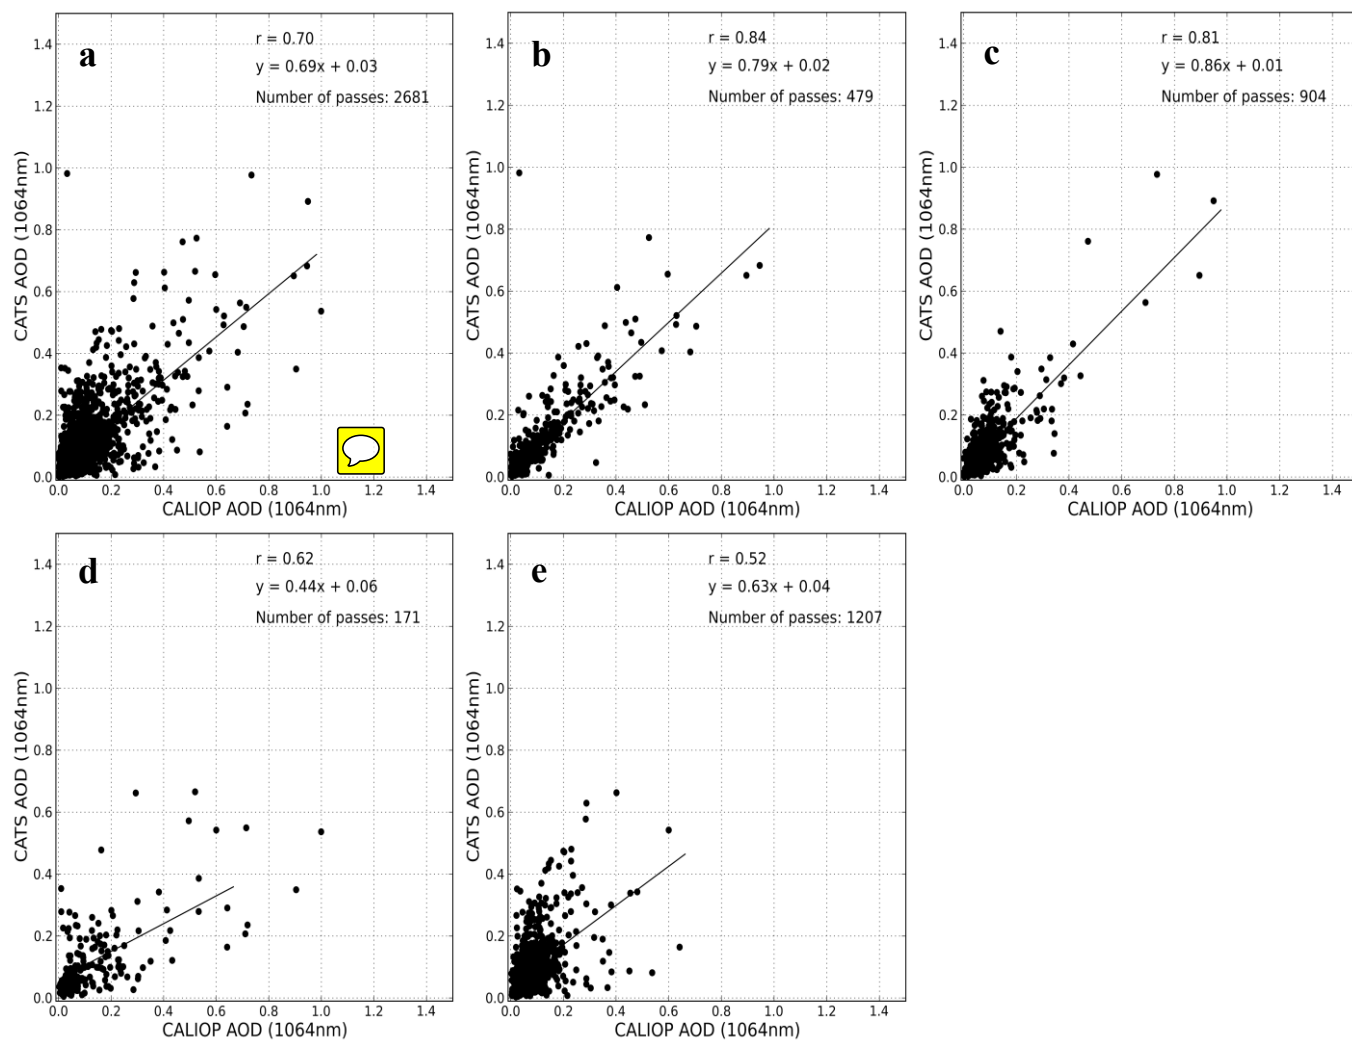 a
r = 0.70
y = 0.69x + 0.03
Number of passes: 2681
CATS AOD (1064nm)
1.4
1.2
1.0
0.8
0.6
0.4
0.2
0.0
0.0 0.2 0.4 0.6 0.8 1.0 1.2 1.4
CALIOP AOD (1064nm)
b
r = 0.84
y = 0.79x + 0.02
Number of passes: 479
CATS AOD (1064nm)
1.4
1.2
1.0
0.8
0.6
0.4
0.2
0.0
0.0 0.2 0.4 0.6 0.8 1.0 1.2 1.4
CALIOP AOD (1064nm)
c
r = 0.81
y = 0.86x + 0.01
Number of passes: 904
CATS AOD (1064nm)
1.4
1.2
1.0
0.8
0.6
0.4
0.2
0.0
0.0 0.2 0.4 0.6 0.8 1.0 1.2 1.4
CALIOP AOD (1064nm)
d
r = 0.62
y = 0.44x + 0.06
Number of passes: 171
CATS AOD (1064nm)
1.4
1.2
1.0
0.8
0.6
0.4
0.2
0.0
0.0 0.2 0.4 0.6 0.8 1.0 1.2 1.4
CALIOP AOD (1064nm)
e
r = 0.52
y = 0.63x + 0.04
Number of passes: 1207
CATS AOD (1064nm)
1.4
1.2
1.0
0.8
0.6
0.4
0.2
0.0
0.0 0.2 0.4 0.6 0.8 1.0 1.2 1.4
CALIOP AOD (1064nm)